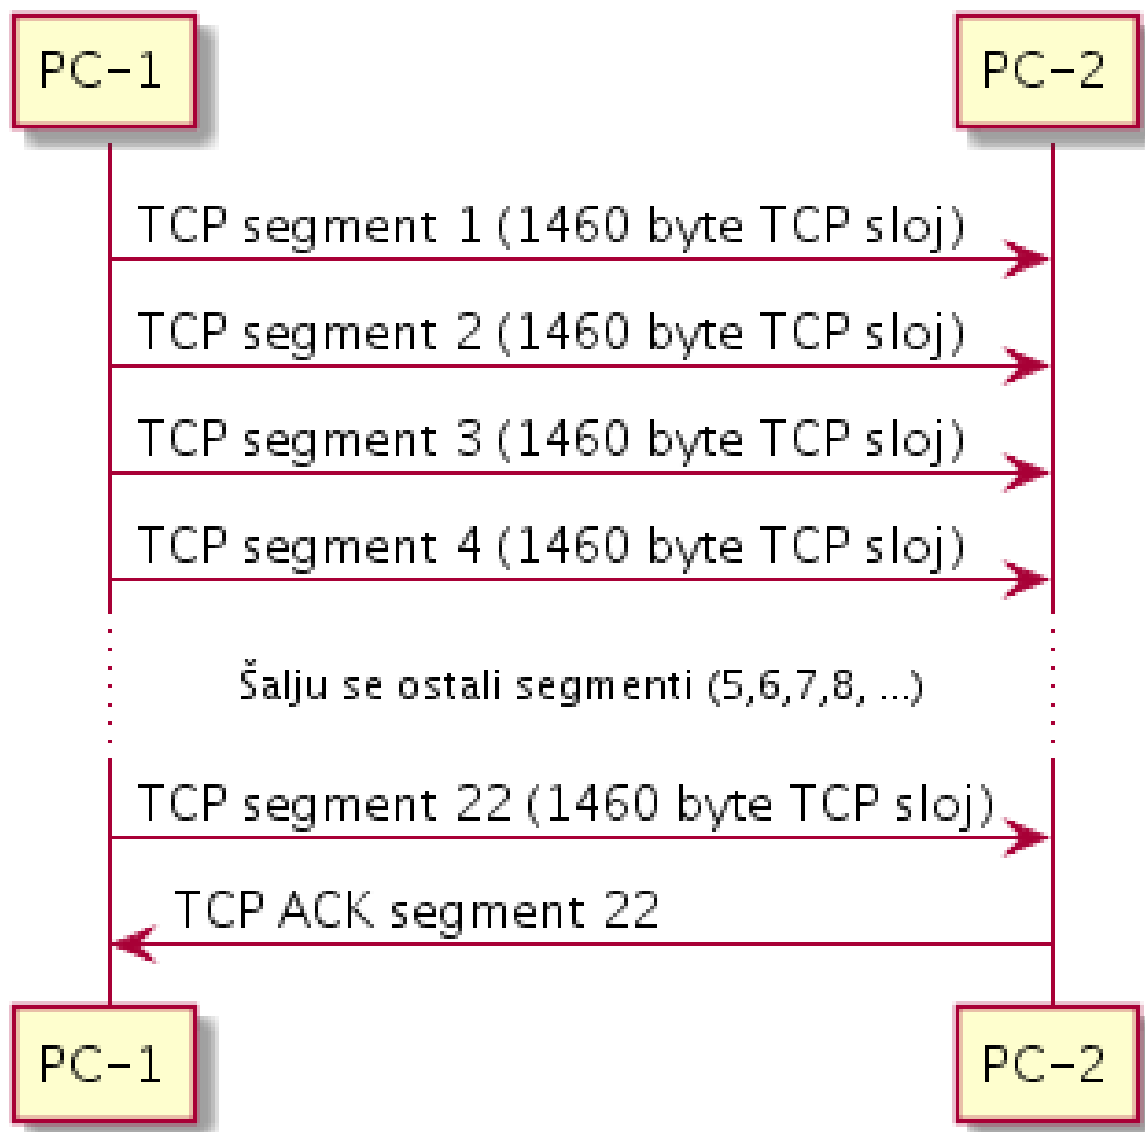 PC-1 PC-2
TCP segment 1 (1460 byte TCP sloj)
TCP segment 2 (1460 byte TCP sloj)
TCP segment 3 (1460 byte TCP sloj)
TCP segment 4 (1460 byte TCP sloj)
Šalju se ostali segmenti (5,6,7,8, ...)
TCP segment 22 (1460 byte TCP sloj)
TCP ACK segment 22
PC-1 PC-2